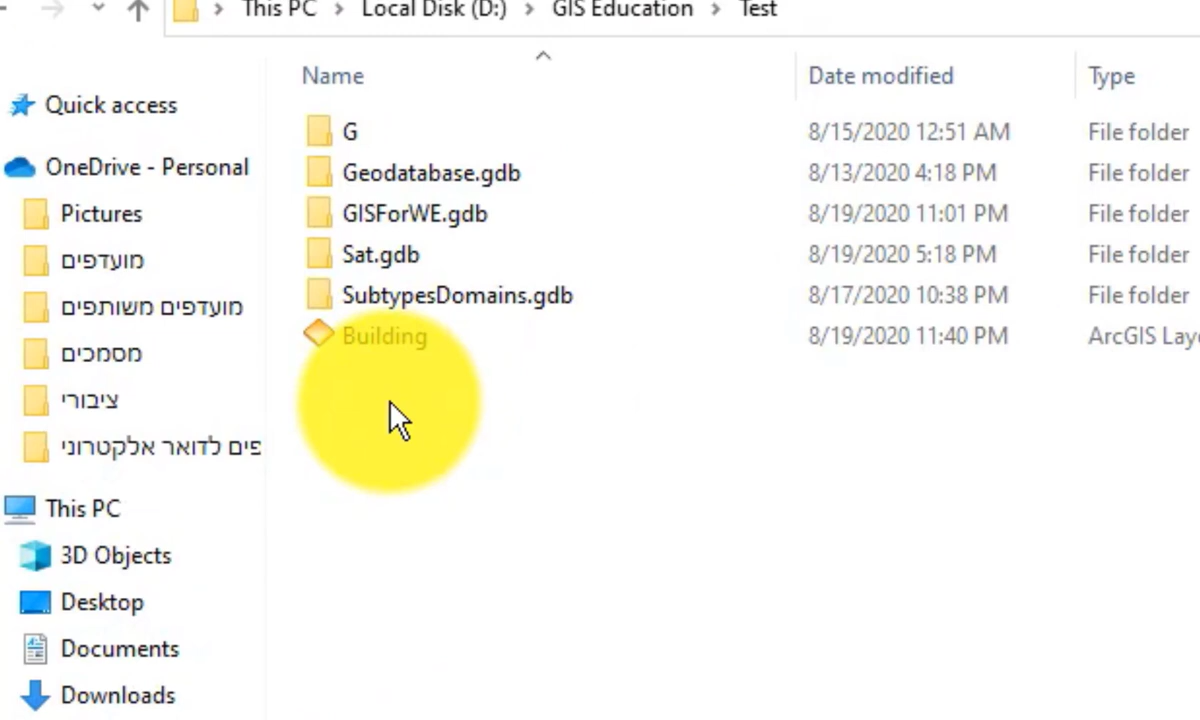 This PC > Local Disk (D:) > GIS Education > Test
Name Date modified Type
Quick access
OneDrive - Personal
Pictures
מועדפים
מועדפים משותפים
מסמכים
ציבורי
פים לדואר אלקטרוני
This PC
3D Objects
Desktop
Documents
Downloads
G 8/15/2020 12:51 AM File folder
Geodatabase.gdb 8/13/2020 4:18 PM File folder
GISForWE.gdb 8/19/2020 11:01 PM File folder
Sat.gdb 8/19/2020 5:18 PM File folder
SubtypesDomains.gdb 8/17/2020 10:38 PM File folder
Building 8/19/2020 11:40 PM ArcGIS Lay